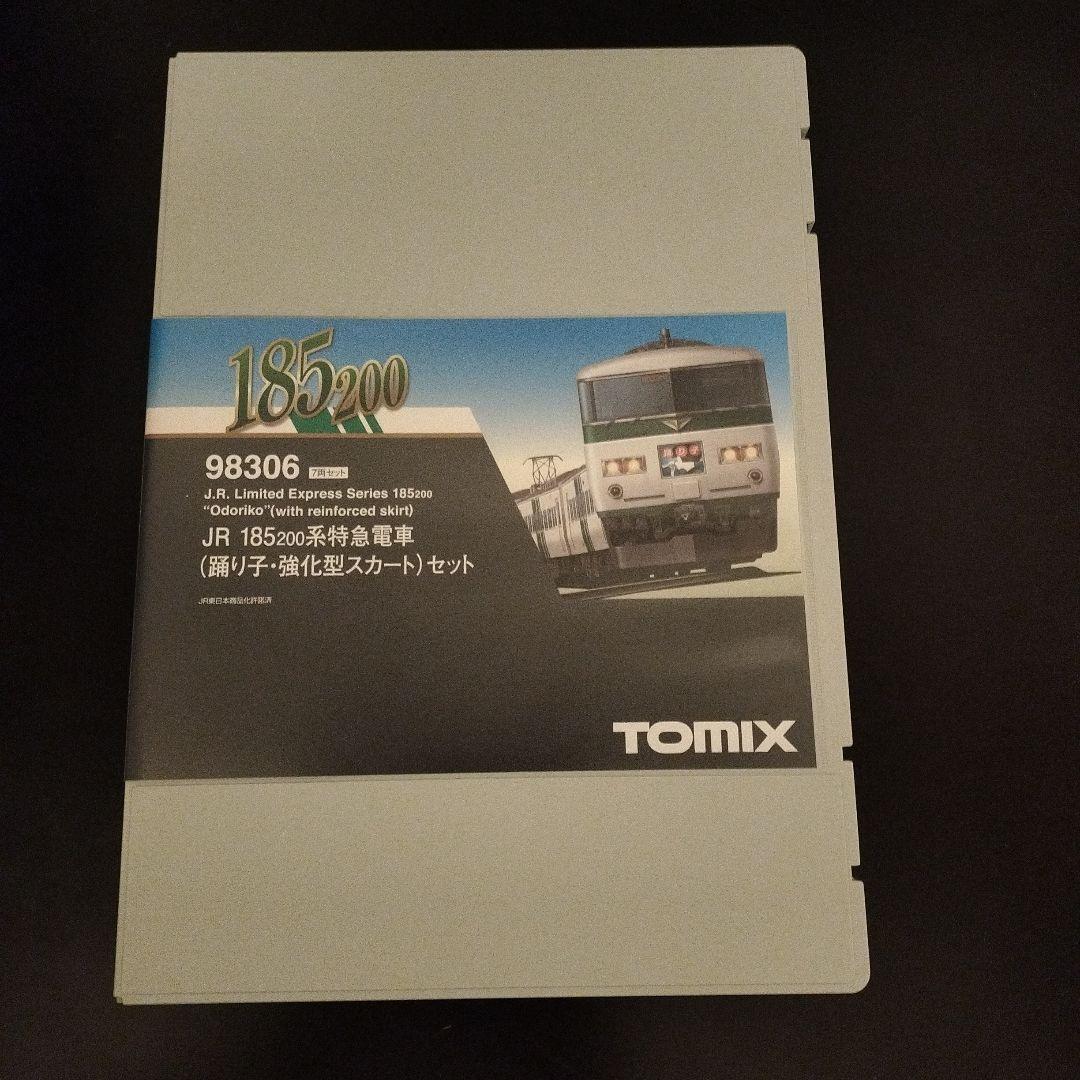 185200
98306 7両セット
J.R. Limited Express Series 185200
"Odoriko"(with reinforced skirt)
JR 185200系特急電車
(踊り子・強化型スカート)セット
JR東日本商品化許諾済
TOMIX